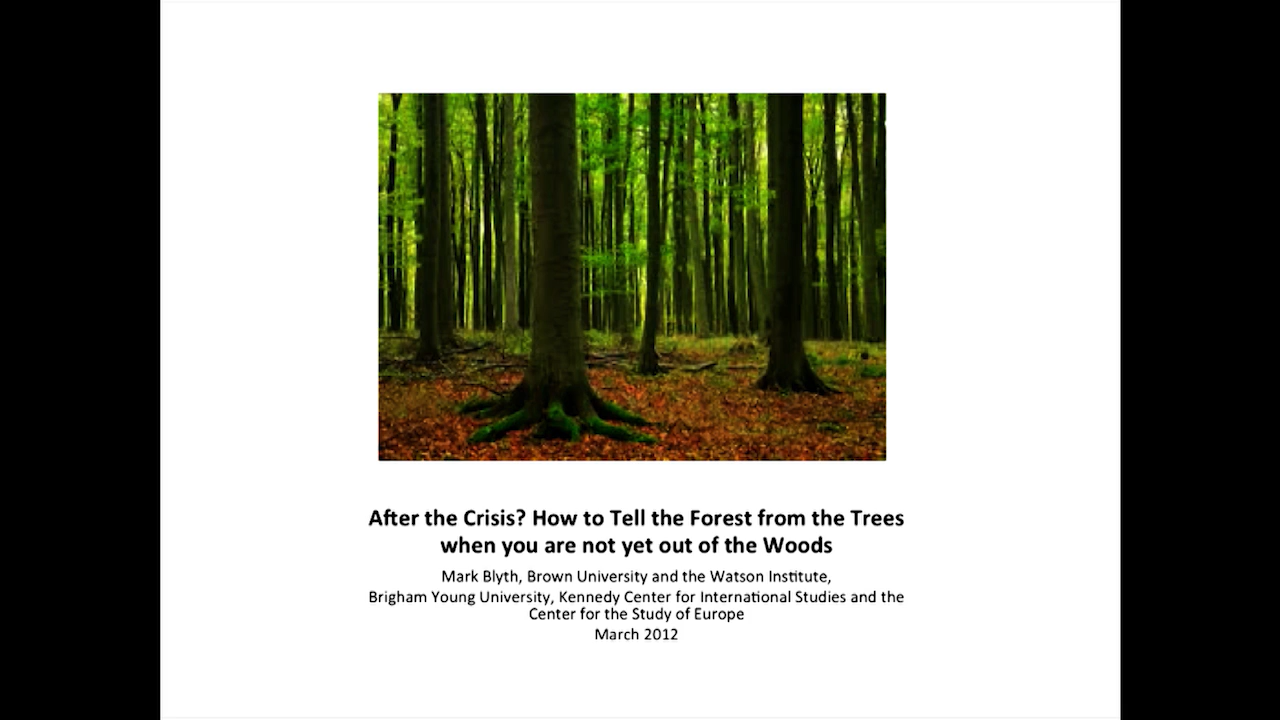 After the Crisis? How to Tell the Forest from the Trees
when you are not yet out of the Woods
Mark Blyth, Brown University and the Watson Institute,
Brigham Young University, Kennedy Center for International Studies and the
Center for the Study of Europe
March 2012